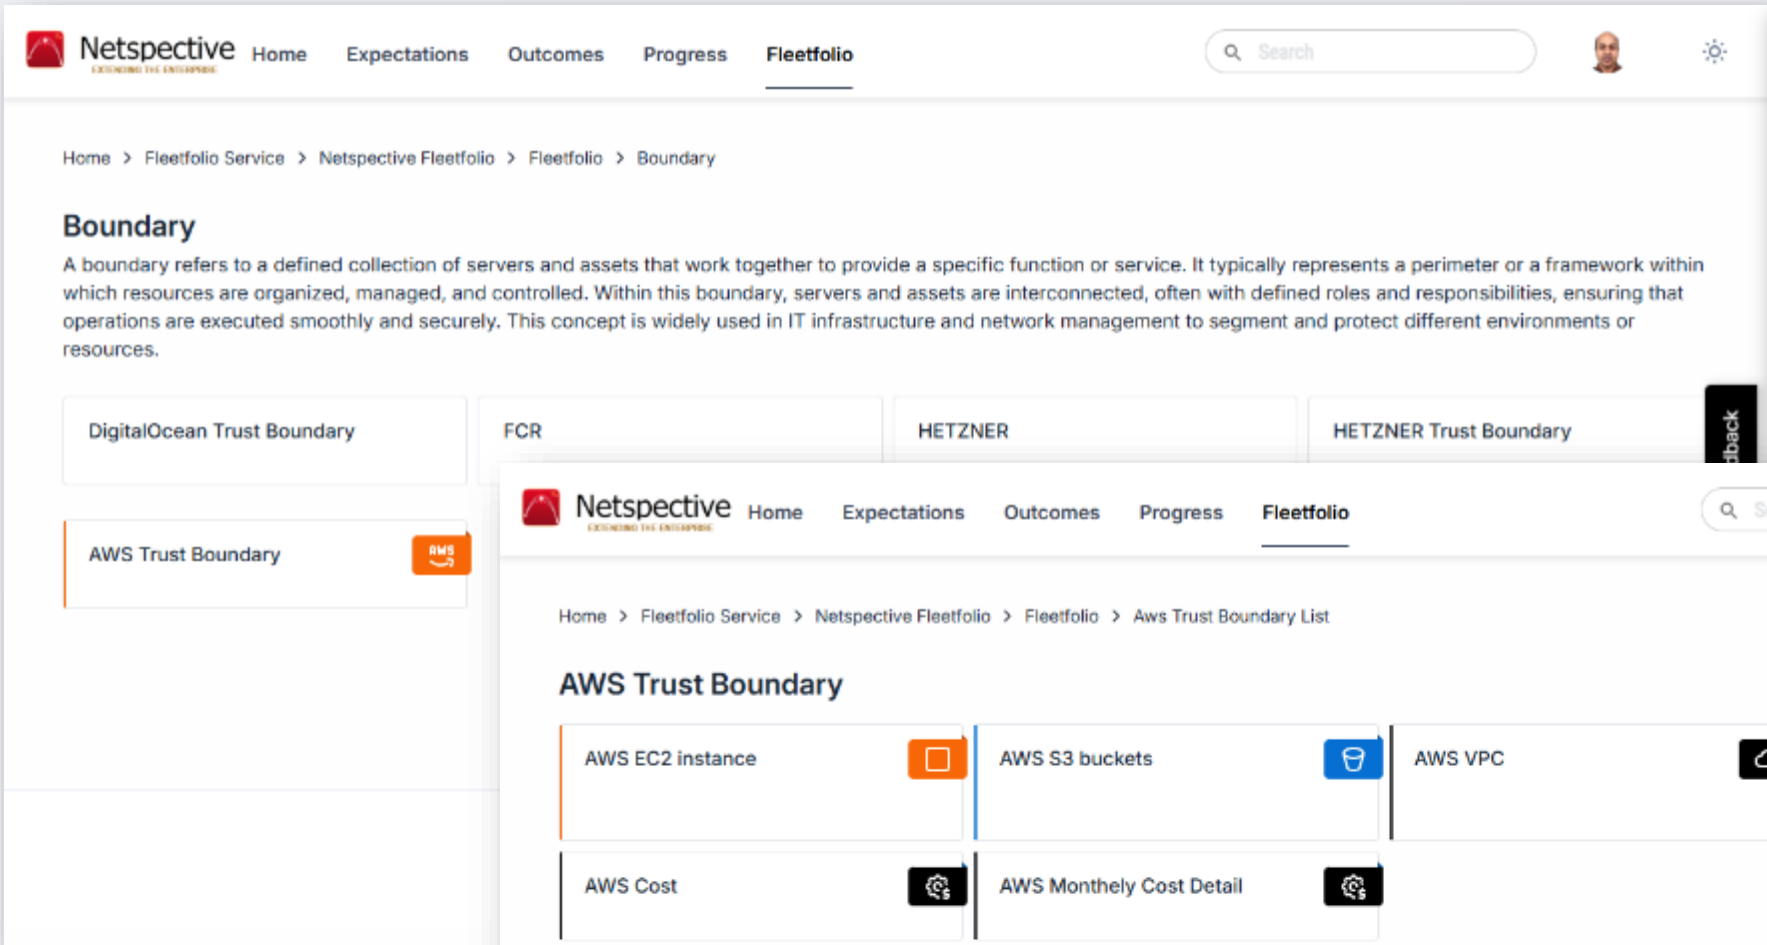 Netspective
EXTENDING THE ENTERPRISE
Home Expectations Outcomes Progress Fleetfolio
Search
Home > Fleetfolio Service > Netspective Fleetfolio > Fleetfolio > Boundary
Boundary
A boundary refers to a defined collection of servers and assets that work together to provide a specific function or service. It typically represents a perimeter or a framework within
which resources are organized, managed, and controlled. Within this boundary, servers and assets are interconnected, often with defined roles and responsibilities, ensuring that
operations are executed smoothly and securely. This concept is widely used in IT infrastructure and network management to segment and protect different environments or
resources.
DigitalOcean Trust Boundary
FCR
HETZNER
HETZNER Trust Boundary
dback
AWS Trust Boundary
AWS
Netspective
EXTENDING THE ENTERPRISE
Home Expectations Outcomes Progress Fleetfolio
Home > Fleetfolio Service > Netspective Fleetfolio > Fleetfolio > Aws Trust Boundary List
AWS Trust Boundary
AWS EC2 instance
AWS S3 buckets
AWS VPC
AWS Cost
AWS Monthely Cost Detail